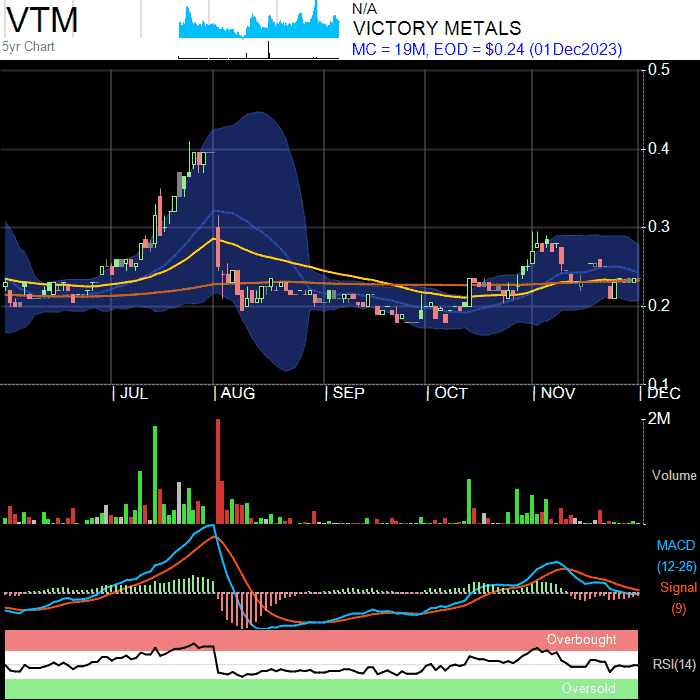 VTM
5yr Chart
N/A
VICTORY METALS
MC = 19M, EOD = $0.24 (01Dec2023)
0.5
0.4
0.3
0.2
0.1
JUL
AUG
SEP
OCT
NOV
DEC
2M
Volume
MACD
(12-26)
Signal
(9)
Overbought
RSI(14)
Oversold